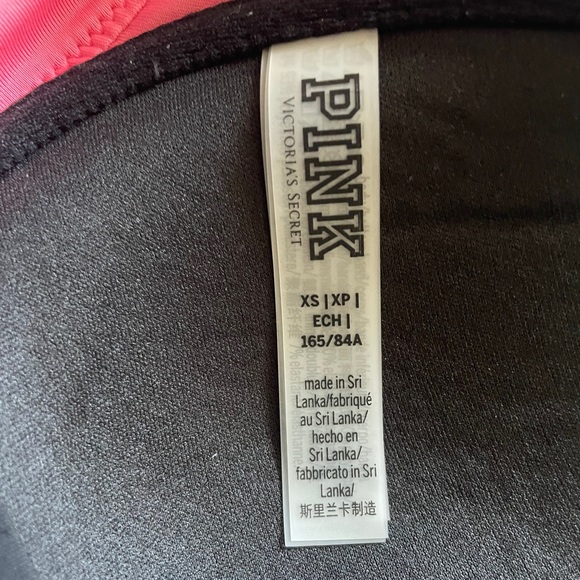 PINK
VICTORIA'S SECRET
XS | XP |
ECH |
165/84A
made in Sri
Lanka/fabriqué
au Sri Lanka/
hecho en
Sri Lanka/
fabbricato in Sri
Lanka/
斯里兰卡制造